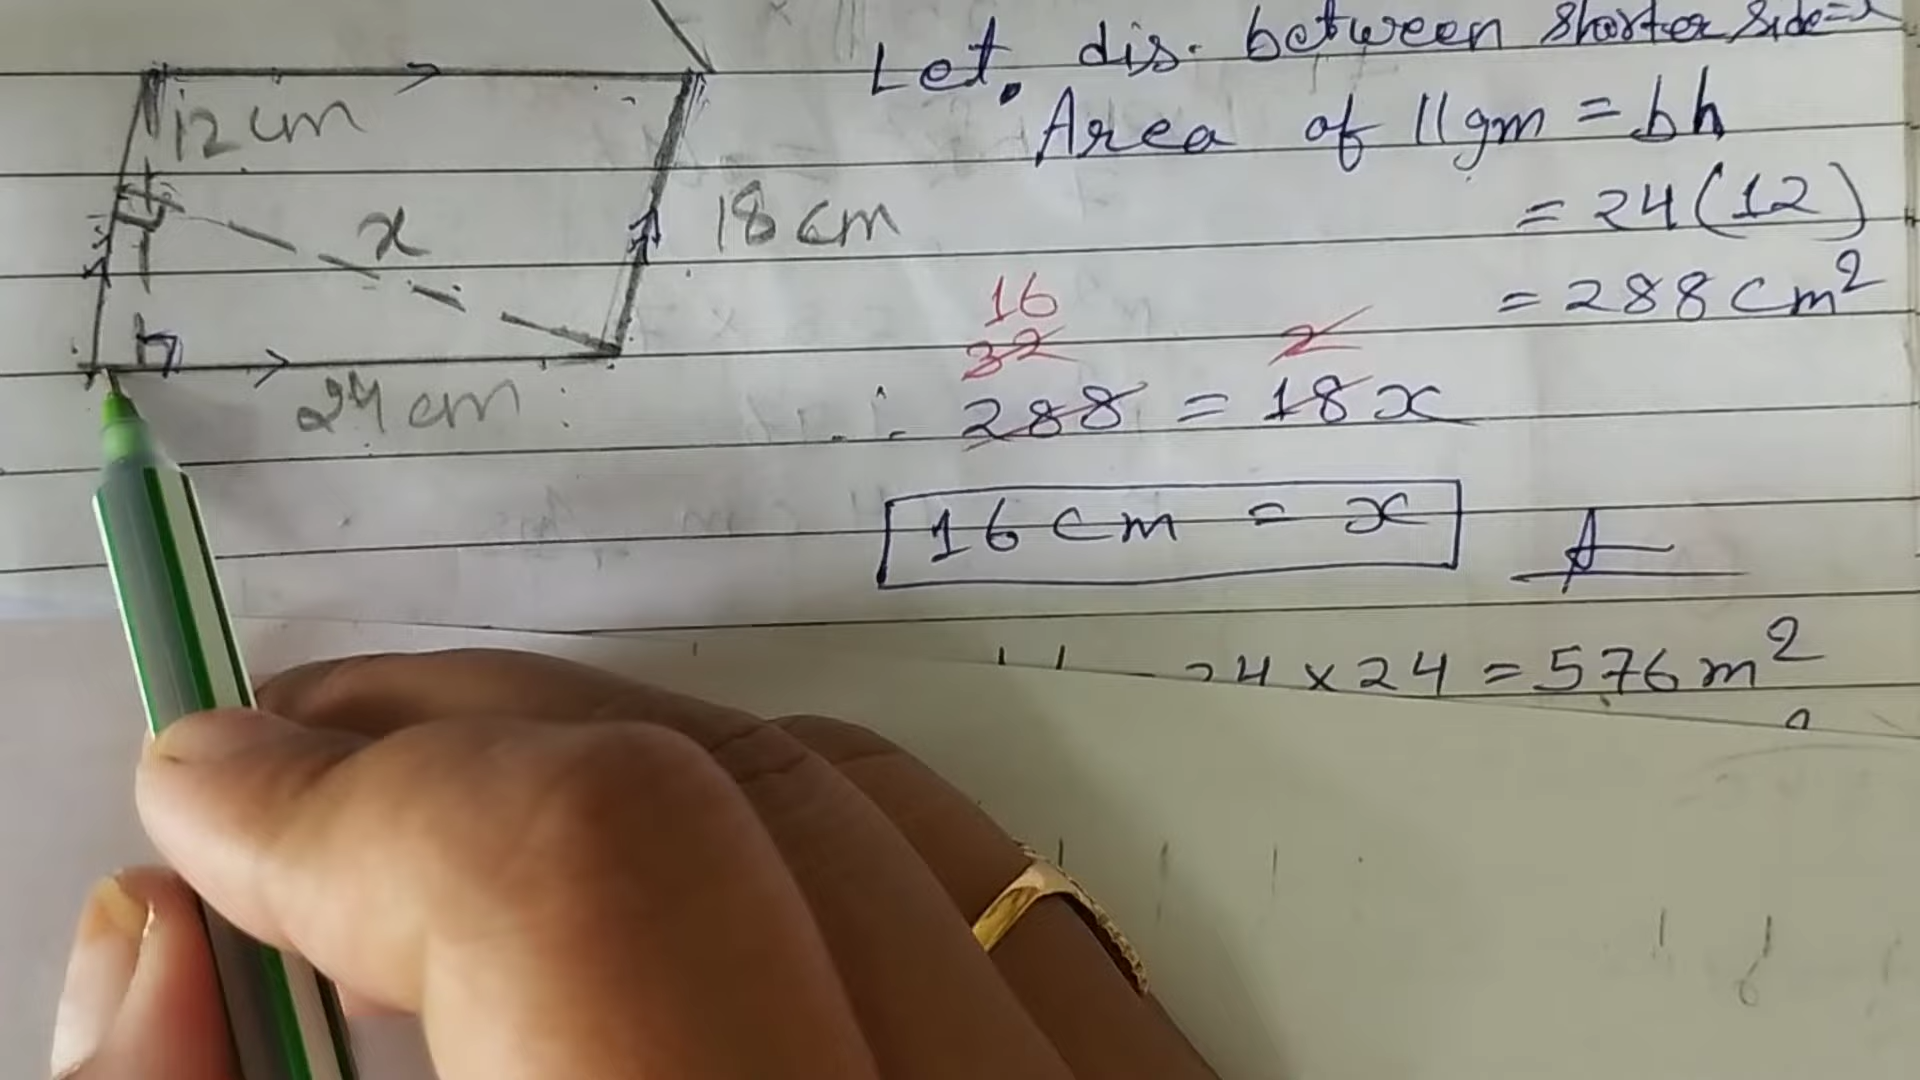 12 cm
x
18 cm
h
24 cm
Let. dis. between shorter side = x
Area of ||gm = bh
= 24 (12)
= 288 cm²
16
32 2
∴ 288 = 18x
16 cm = x
24 x 24 = 576 m²